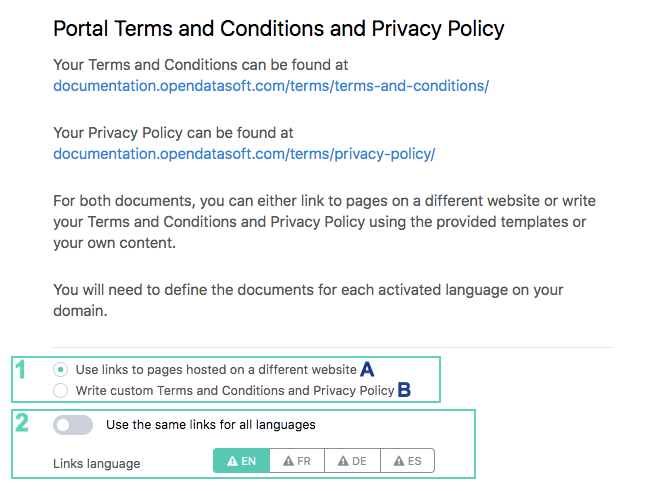 Portal Terms and Conditions and Privacy Policy
Your Terms and Conditions can be found at
documentation.opendatasoft.com/terms/terms-and-conditions/
Your Privacy Policy can be found at
documentation.opendatasoft.com/terms/privacy-policy/
For both documents, you can either link to pages on a different website or write
your Terms and Conditions and Privacy Policy using the provided templates or
your own content.
You will need to define the documents for each activated language on your
domain.
1 Use links to pages hosted on a different website A
Write custom Terms and Conditions and Privacy Policy B
2 Use the same links for all languages
Links language EN FR DE ES